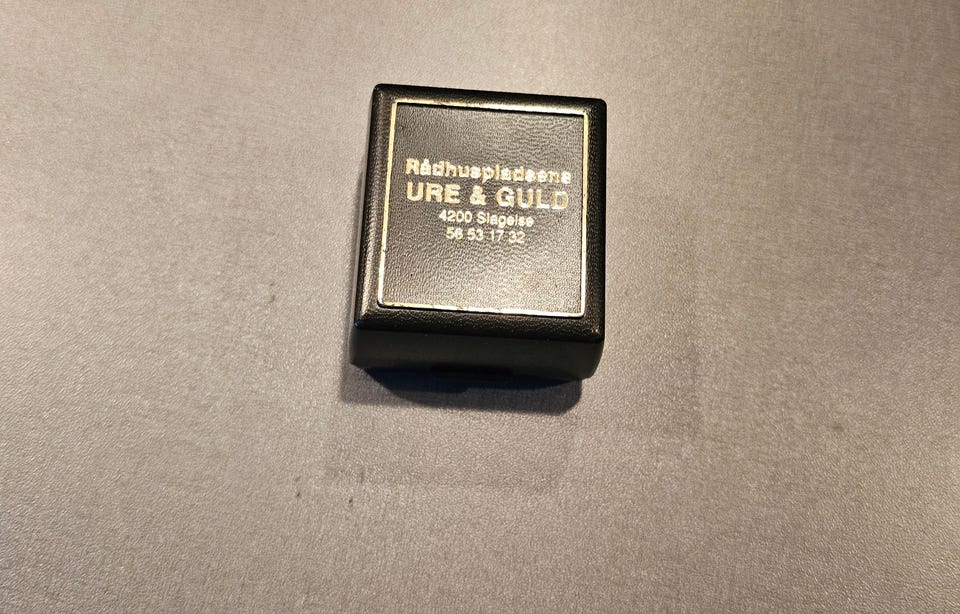 Rådhuspladsens
URE & GULD
4200 Slagelse
58 53 17 32